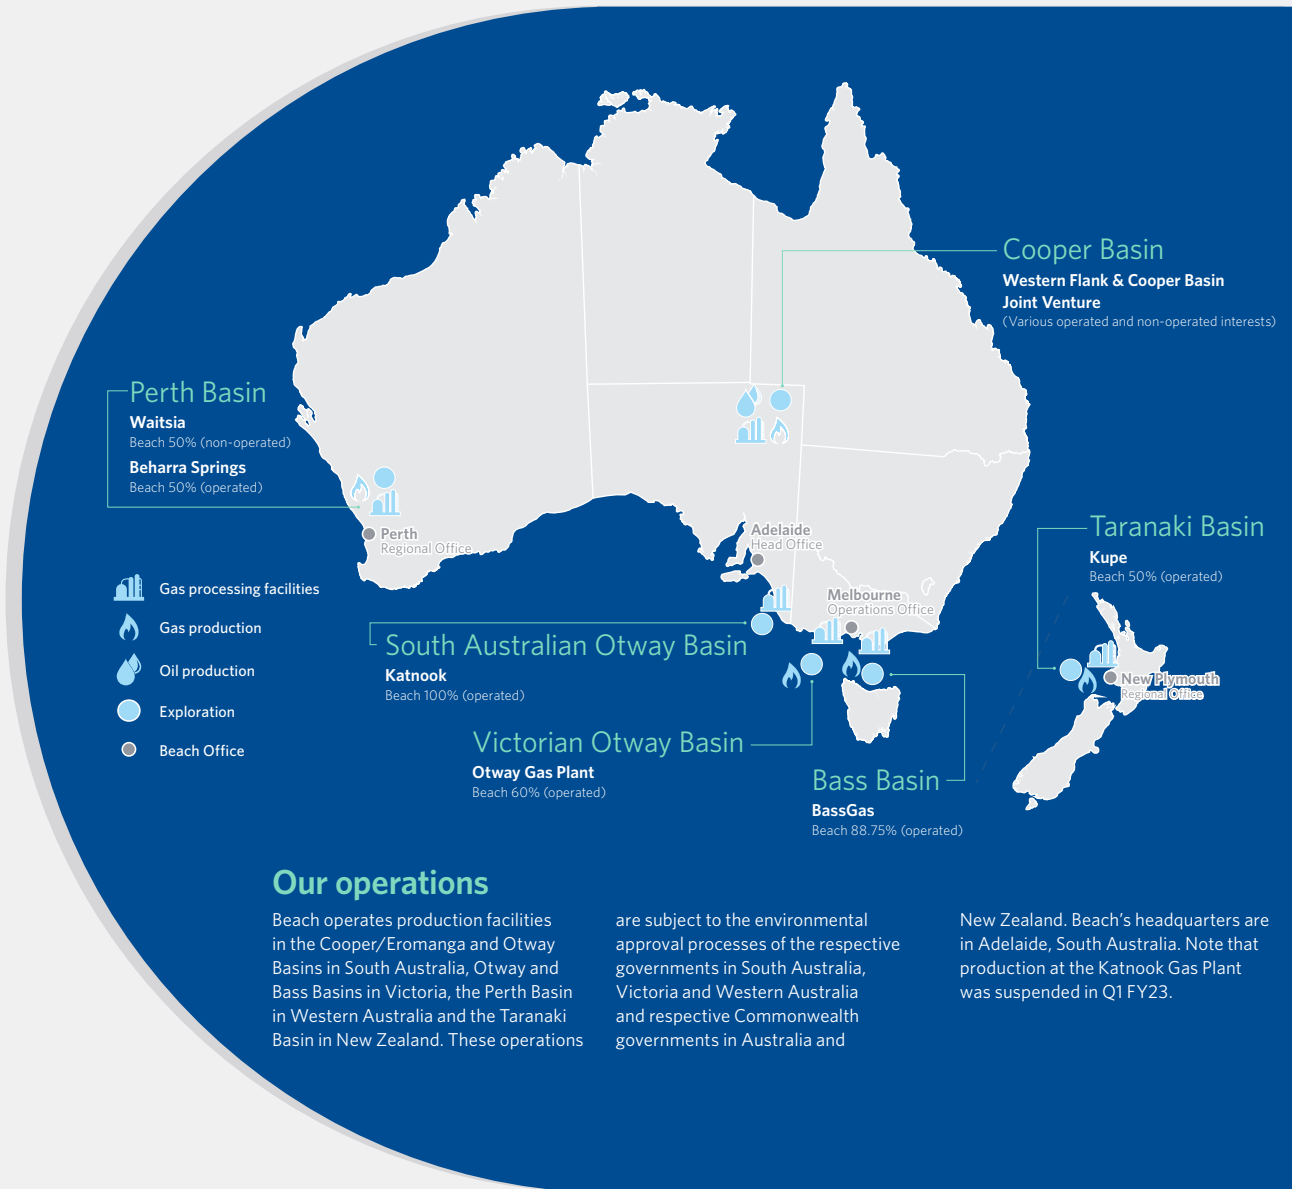 Cooper Basin
Western Flank & Cooper Basin
Joint Venture
(Various operated and non-operated interests)
Perth Basin
Waitsia
Beach 50% (non-operated)
Beharra Springs
Beach 50% (operated)
Perth
Regional Office
Adelaide
Head Office
Melbourne
Operations Office
Taranaki Basin
Kupe
Beach 50% (operated)
New Plymouth
Regional Office
Gas processing facilities
Gas production
Oil production
Exploration
Beach Office
South Australian Otway Basin
Katnook
Beach 100% (operated)
Victorian Otway Basin
Otway Gas Plant
Beach 60% (operated)
Bass Basin
BassGas
Beach 88.75% (operated)
Our operations
Beach operates production facilities
in the Cooper/Eromanga and Otway
Basins in South Australia, Otway and
Bass Basins in Victoria, the Perth Basin
in Western Australia and the Taranaki
Basin in New Zealand. These operations
are subject to the environmental
approval processes of the respective
governments in South Australia,
Victoria and Western Australia
and respective Commonwealth
governments in Australia and
New Zealand. Beach's headquarters are
in Adelaide, South Australia. Note that
production at the Katnook Gas Plant
was suspended in Q1 FY23.